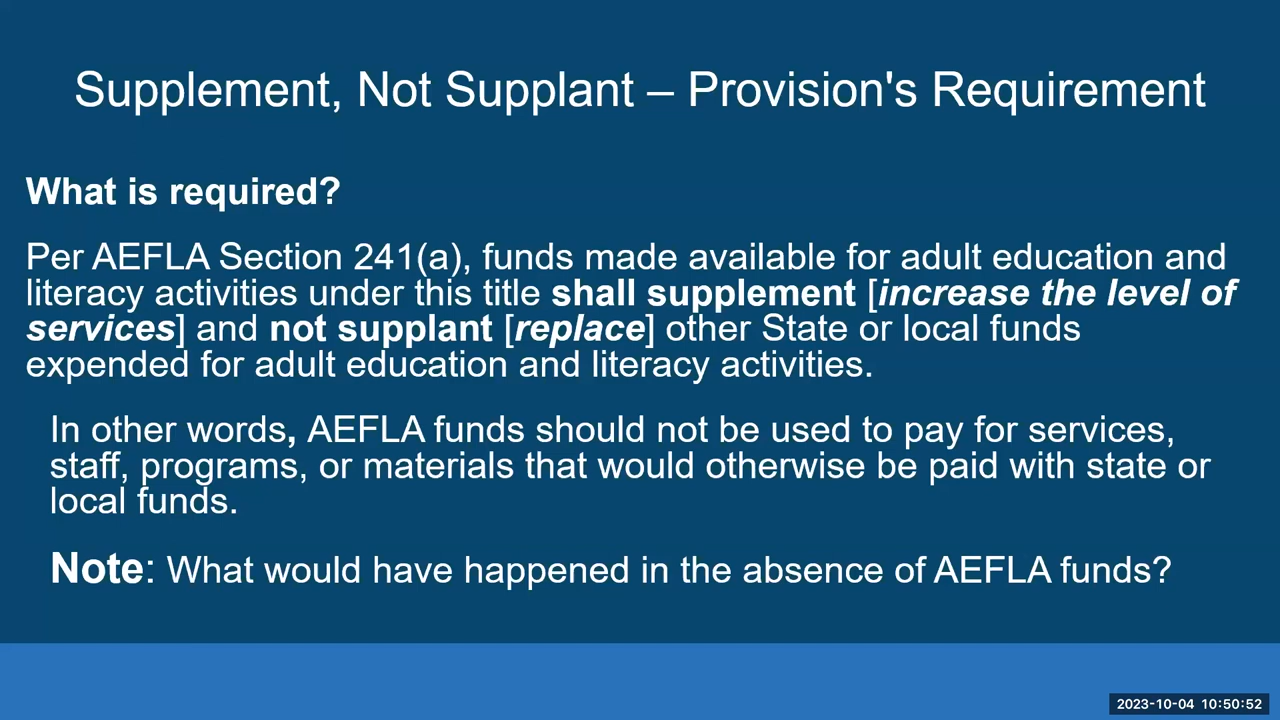 Supplement, Not Supplant – Provision's Requirement
What is required?
Per AEFLA Section 241(a), funds made available for adult education and
literacy activities under this title shall supplement [increase the level of
services] and not supplant [replace] other State or local funds
expended for adult education and literacy activities.
In other words, AEFLA funds should not be used to pay for services,
staff, programs, or materials that would otherwise be paid with state or
local funds.
Note: What would have happened in the absence of AEFLA funds?
2023-10-04 10:50:52